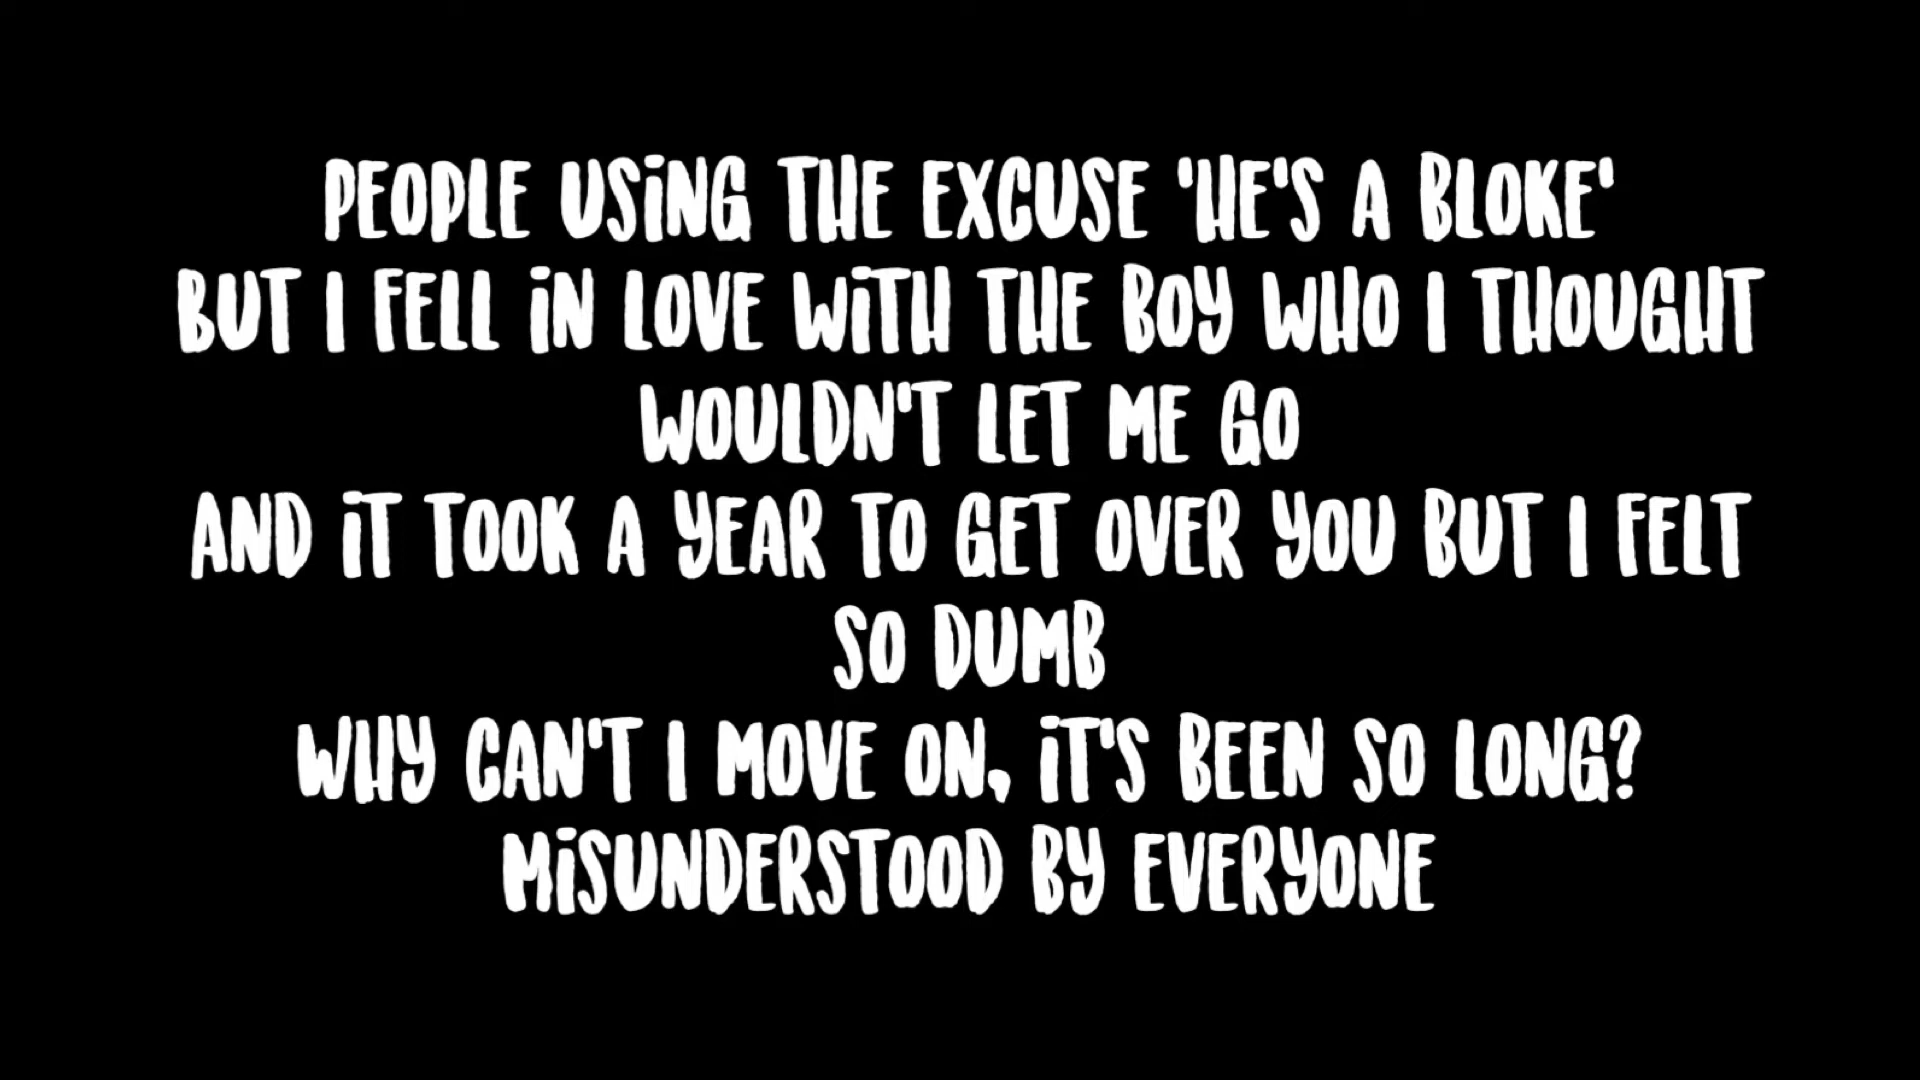 PEOPLE USING THE EXCUSE 'HE'S A BLOKE'
BUT I FELL IN LOVE WITH THE BOY WHO I THOUGHT
WOULDN'T LET ME GO
AND IT TOOK A YEAR TO GET OVER YOU BUT I FELT
SO DUMB
WHY CAN'T I MOVE ON, IT'S BEEN SO LONG?
MISUNDERSTOOD BY EVERYONE